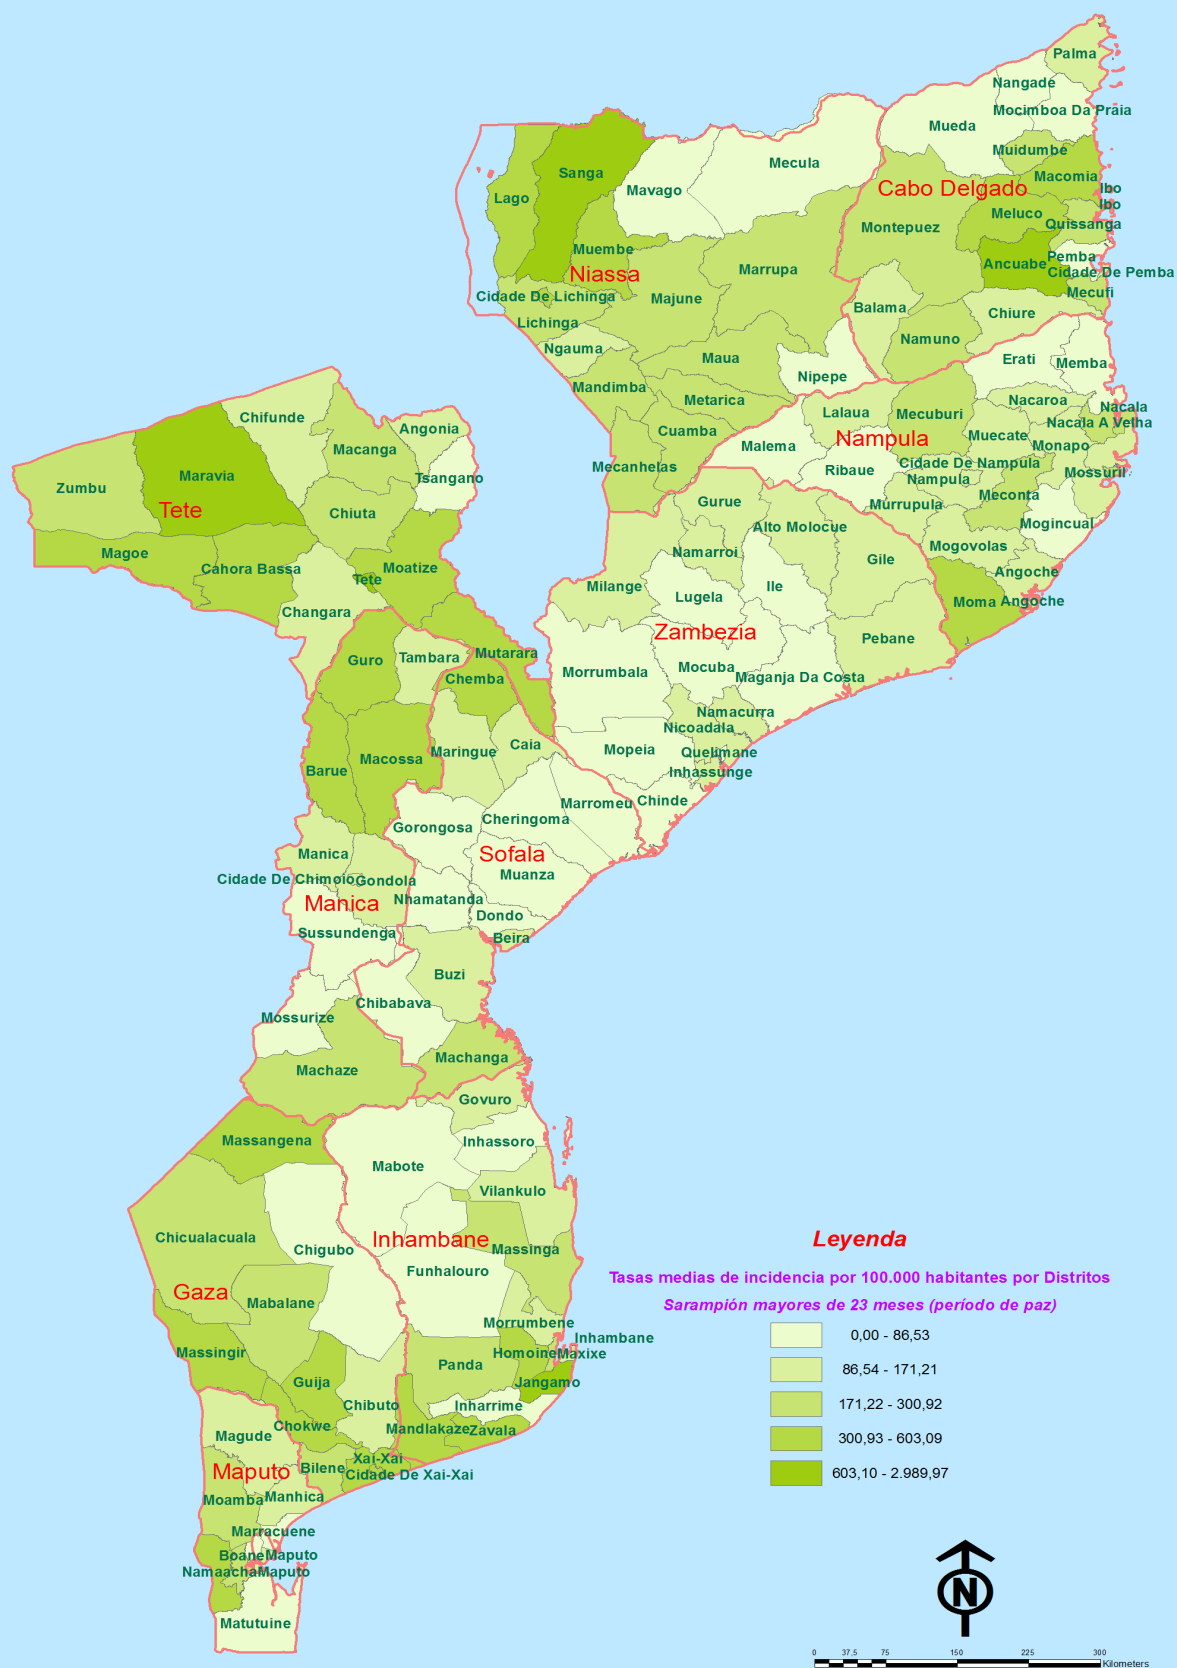 Palma
Nangade
Mocimboa Da Praia
Mueda
Muidumbe
Mecula
Sanga
Macomia
Mavago
Cabo Delgado
Ibo
Lago
Ibo
Meluco
Quissanga
Montepuez
Muembe
Pemba
Ancuabe
Marrupa
Cidade De Pemba
Niassa
Mecufi
Cidade De Lichinga
Majune
Balama
Chiure
Lichinga
Namuno
Ngauma
Maua
Erati
Memba
Nipepe
Mandimba
Metarica
Nacaroa
Nacala
Lalaua
Mecuburi
Chifunde
Nacala A Velha
Angonia
Cuamba
Muecate
Nampula
Monapo
Malema
Macanga
Cidade De Nampula
Mecanhelas
Ribaue
Mossuril
Maravia
Tsangano
Nampula
Zumbu
Meconta
Gurue
Murrupula
Tete
Chiuta
Mogincual
Alto Molocue
Mogovolas
Magoe
Namarroi
Gile
Cahora Bassa
Moatize
Angoche
Tete
Milange
Ile
Lugela
Moma
Angoche
Changara
Zambezia
Pebane
Mutarara
Guro
Tambara
Mocuba
Morrumbala
Maganja Da Costa
Chemba
Namacurra
Nicoadala
Caia
Mopeia
Maringue
Quelimane
Macossa
Barue
Inhassunge
Marromeu
Chinde
Cheringoma
Gorongosa
Manica
Sofala
Muanza
Cidade De Chimoio
Gondola
Nhamatanda
Manica
Dondo
Sussundenga
Beira
Buzi
Chibabava
Mossurize
Machanga
Machaze
Govuro
Massangena
Inhassoro
Mabote
Vilankulo
Chicualacuala
Inhambane
Leyenda
Chigubo
Massinga
Funhalouro
Tasas medias de incidencia por 100.000 habitantes por Distritos
Gaza
Mabalane
Sarampión mayores de 23 meses (período de paz)
Morrumbene
0,00 - 86,53
Inhambane
Massingir
Homoine
Maxixe
Panda
86,54 - 171,21
Guija
Jangamo
Chibuto
Inharrime
171,22 - 300,92
Chokwe
Mandlakaze
Zavala
Magude
300,93 - 603,09
Xai-Xai
Bilene
Maputo
Cidade De Xai-Xai
603,10 - 2.989,97
Manhica
Moamba
Marracuene
Boane
Maputo
Namaacha
Maputo
N
Matutuine
0 37,5 75 150 225 300
Kilometers